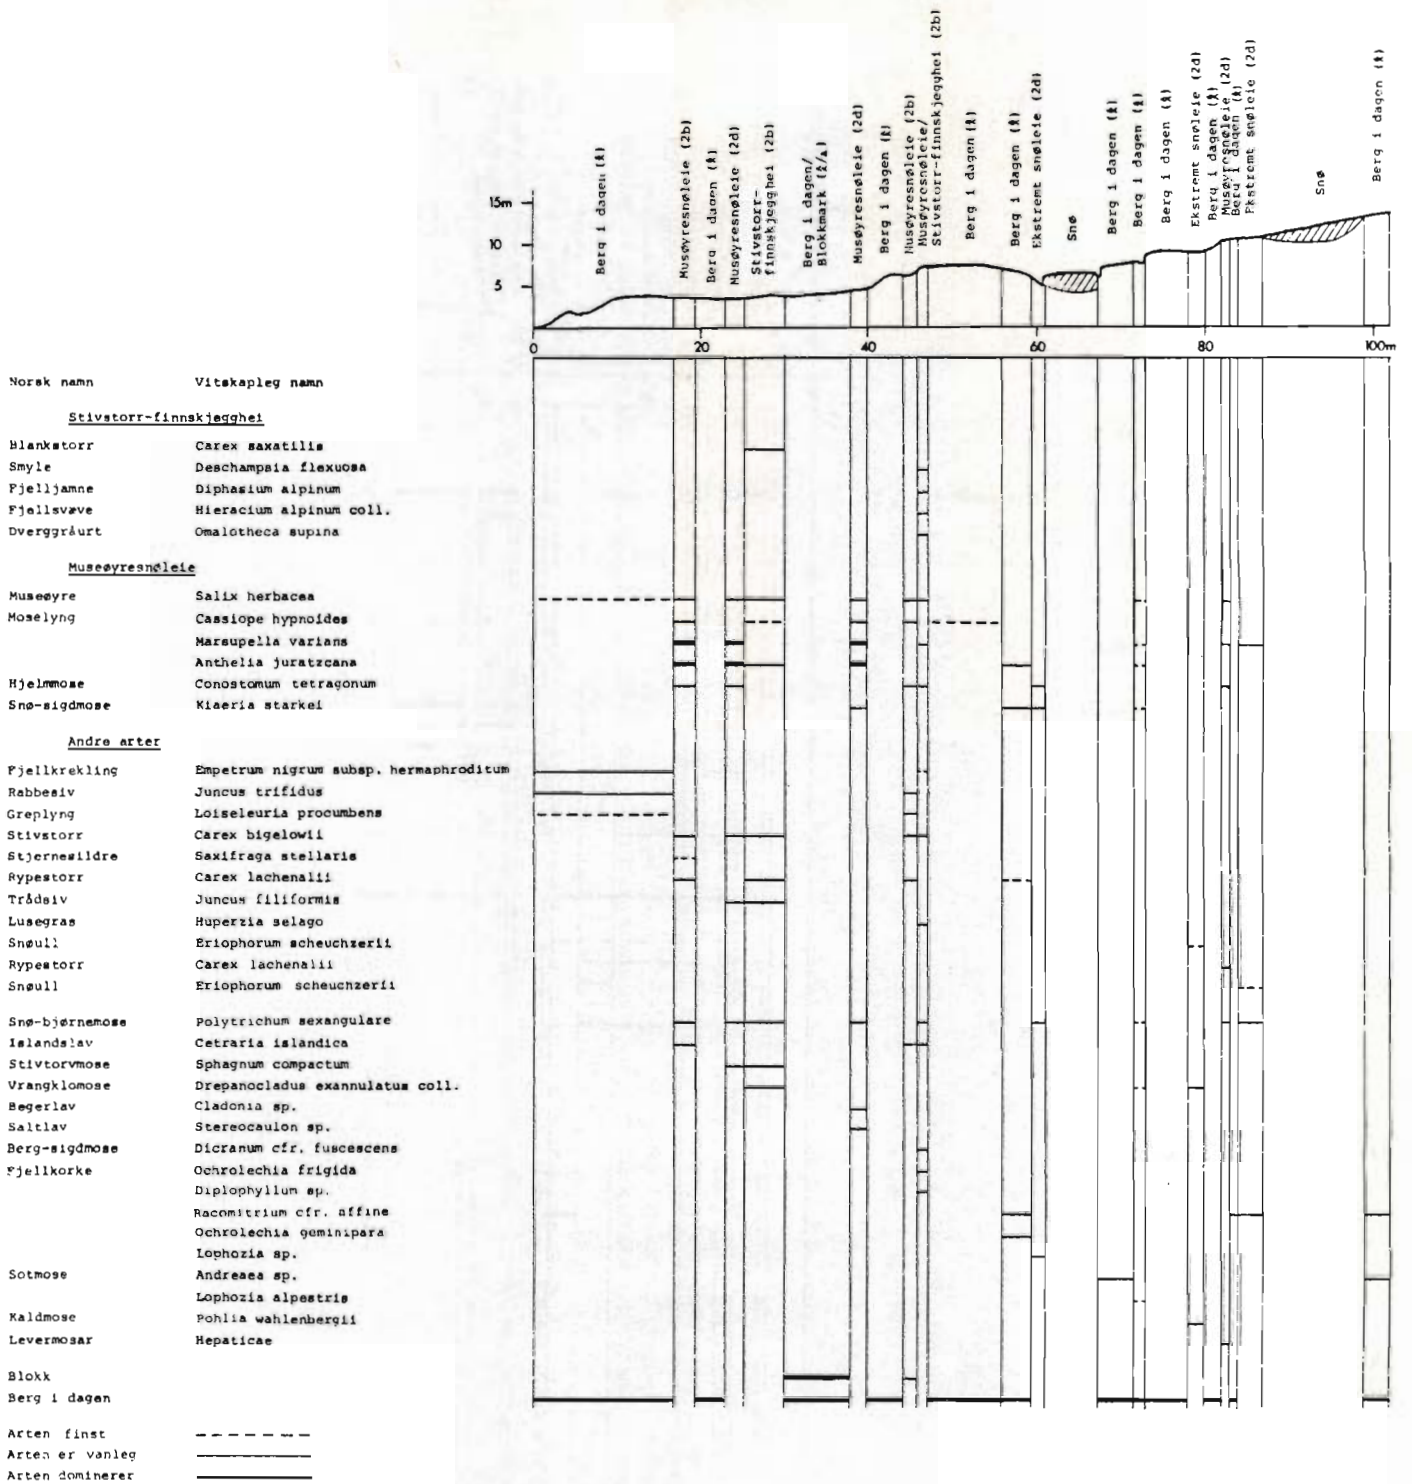 Berg i dagen (ℓ)
Musøyresnøleie (2b)
Berg i dagen (ℓ)
Musøyresnøleie (2d)
Stivstorr-
finnskjegghei (2b)
Berg i dagen/
Blokkmark (ℓ/▵)
Musøyresnøleie (2d)
Berg i dagen (ℓ)
Musøyresnøleie (2b)
Musøyresnøleie/
Stivstorr-finnskjegghei (2b)
Berg i dagen (ℓ)
Berg i dagen (ℓ)
Ekstremt snøleie (2d)
Snø
Berg i dagen (ℓ)
Berg i dagen (ℓ)
Berg i dagen (ℓ)
Ekstremt snøleie (2d)
Berg i dagen (ℓ)
Musøyresnøleie (2d)
Berg i dagen (ℓ)
Ekstremt snøleie (2d)
Snø
Berg i dagen (ℓ)
15m
10
5
0 20 40 60 80 100m
Norsk namn Vitskapleg namn
Stivstorr-finnskjegghei
Blankstorr Carex saxatilis
Smyle Deschampsia flexuosa
Fjelljamne Diphasium alpinum
Fjellsvæve Hieracium alpinum coll.
Dverggråurt Omalotheca supina
Museøyresnøleie
Museøyre Salix herbacea
Moselyng Cassiope hypnoides
Marsupella varians
Anthelia juratzcana
Hjelmmose Conostomum tetragonum
Snø-sigdmose Kiaeria starkei
Andre arter
Fjellkrekling Empetrum nigrum subsp. hermaphroditum
Rabbesiv Juncus trifidus
Greplyng Loiseleuria procumbens
Stivstorr Carex bigelowii
Stjernesildre Saxifraga stellaris
Rypestorr Carex lachenalii
Trådsiv Juncus filiformis
Lusegras Huperzia selago
Snøull Eriophorum scheuchzerii
Rypestorr Carex lachenalii
Snøull Eriophorum scheuchzerii
Snø-bjørnemose Polytrichum sexangulare
Islandslav Cetraria islandica
Stivtorvmose Sphagnum compactum
Vrangklomose Drepanocladus exannulatus coll.
Begerlav Cladonia sp.
Saltlav Stereocaulon sp.
Berg-sigdmose Dicranum cfr. fuscescens
Fjellkorke Ochrolechia frigida
Diplophyllum sp.
Racomitrium cfr. affine
Ochrolechia geminipara
Lophozia sp.
Sotmose Andreaea sp.
Lophozia alpestris
Kaldmose Pohlia wahlenbergii
Levermosar Hepaticae
Blokk
Berg i dagen
Arten finst
Arten er vanleg
Arten dominerer